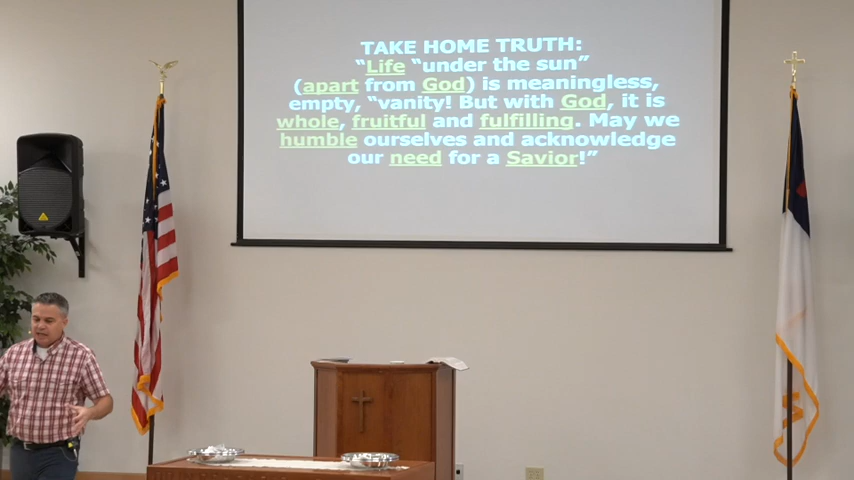 TAKE HOME TRUTH:
“Life “under the sun”
(apart from God) is meaningless,
empty, “vanity! But with God, it is
whole, fruitful and fulfilling. May we
humble ourselves and acknowledge
our need for a Savior!”